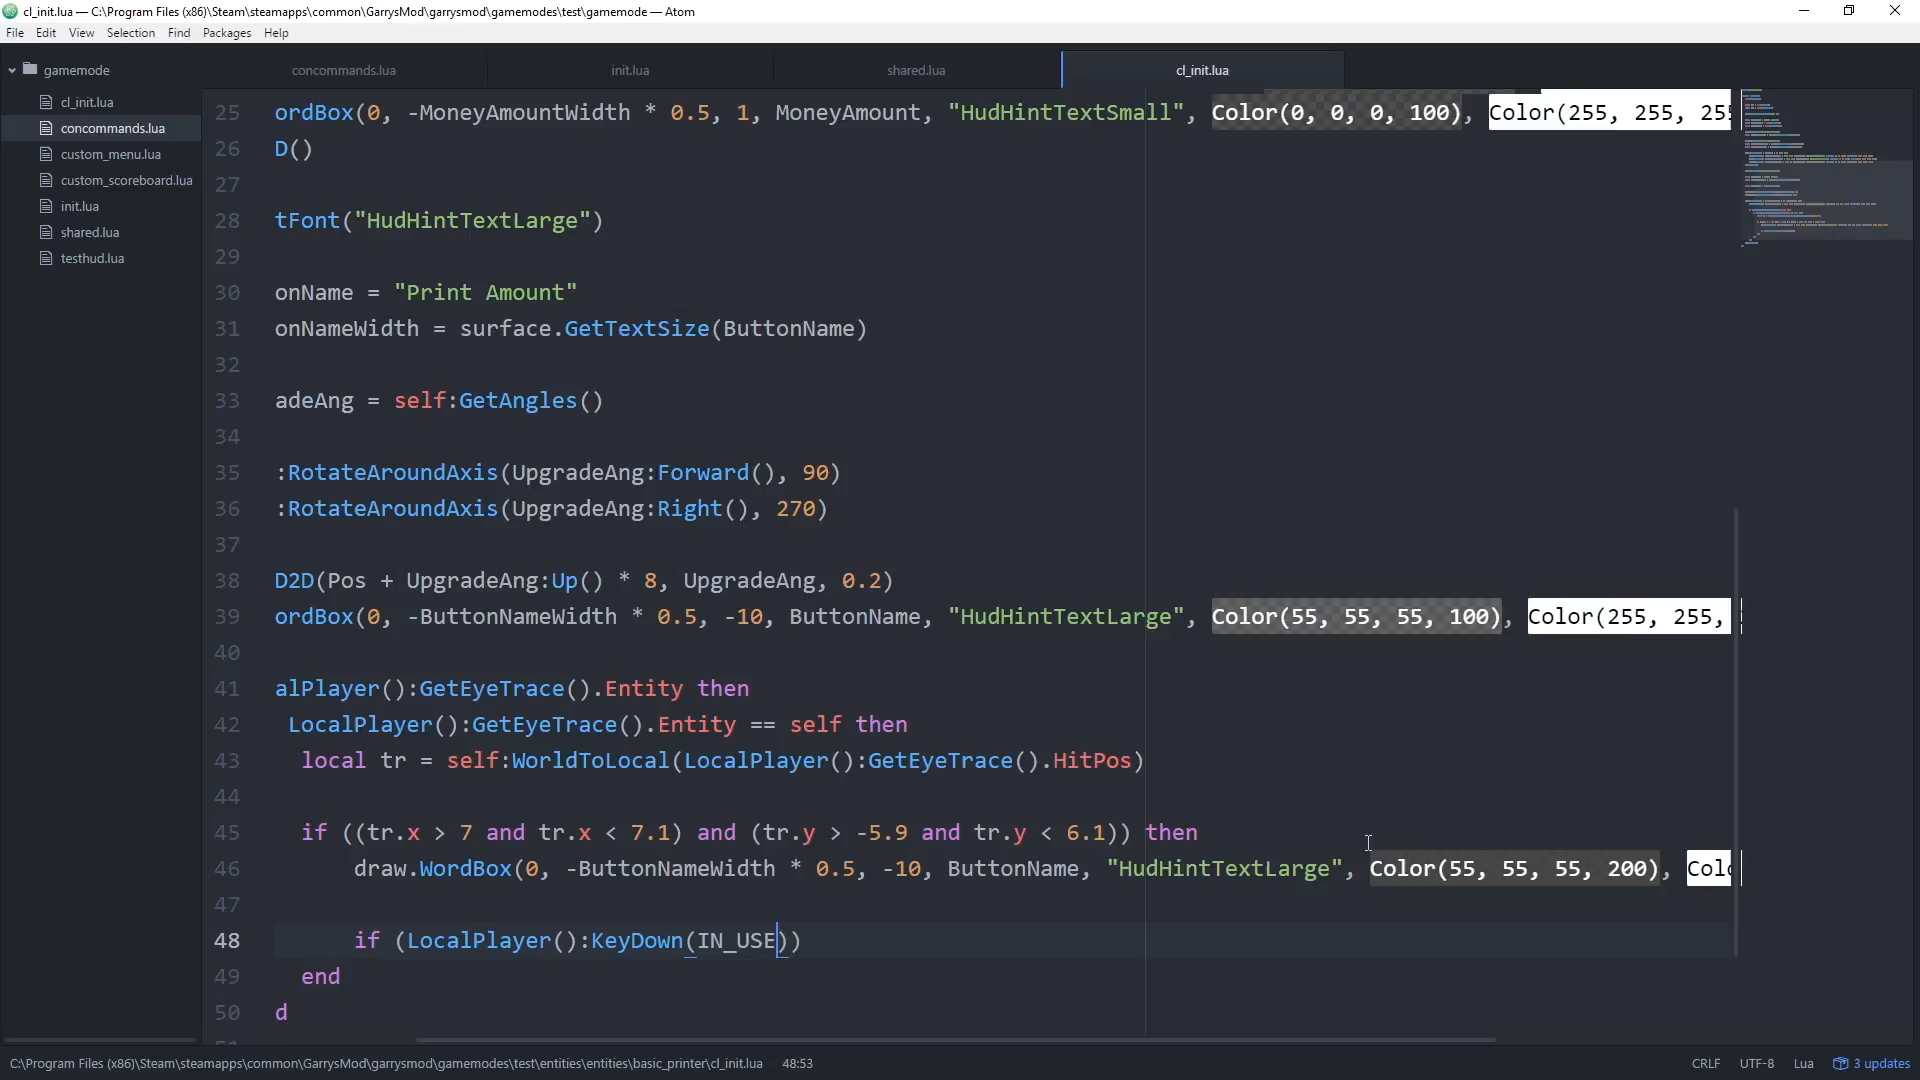 cl_init.lua — C:\Program Files (x86)\Steam\steamapps\common\GarrysMod\garrysmod\gamemodes\test\gamemode — Atom
File Edit View Selection Find Packages Help
gamemode
cl_init.lua
concommands.lua
custom_menu.lua
custom_scoreboard.lua
init.lua
shared.lua
testhud.lua
concommands.lua init.lua shared.lua cl_init.lua
25 ordBox(0, -MoneyAmountWidth * 0.5, 1, MoneyAmount, "HudHintTextSmall", Color(0, 0, 0, 100), Color(255, 255, 255
26 D()
27
28 tFont("HudHintTextLarge")
29
30 onName = "Print Amount"
31 onNameWidth = surface.GetTextSize(ButtonName)
32
33 adeAng = self:GetAngles()
34
35 :RotateAroundAxis(UpgradeAng:Forward(), 90)
36 :RotateAroundAxis(UpgradeAng:Right(), 270)
37
38 D2D(Pos + UpgradeAng:Up() * 8, UpgradeAng, 0.2)
39 ordBox(0, -ButtonNameWidth * 0.5, -10, ButtonName, "HudHintTextLarge", Color(55, 55, 55, 100), Color(255, 255,
40
41 alPlayer():GetEyeTrace().Entity then
42 LocalPlayer():GetEyeTrace().Entity == self then
43 local tr = self:WorldToLocal(LocalPlayer():GetEyeTrace().HitPos)
44
45 if ((tr.x > 7 and tr.x < 7.1) and (tr.y > -5.9 and tr.y < 6.1)) then
46 draw.WordBox(0, -ButtonNameWidth * 0.5, -10, ButtonName, "HudHintTextLarge", Color(55, 55, 55, 200), Colo
47
48 if (LocalPlayer():KeyDown(IN_USE))
49 end
50 d
C:\Program Files (x86)\Steam\steamapps\common\GarrysMod\garrysmod\gamemodes\test\entities\entities\basic_printer\cl_init.lua 48:53 CRLF UTF-8 Lua 3 updates